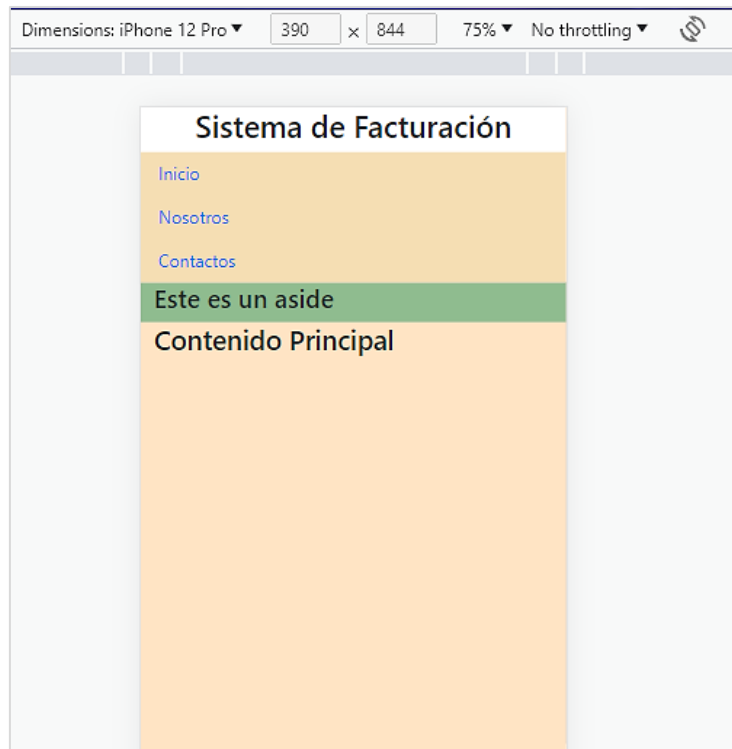 Dimensions: iPhone 12 Pro 390 × 844 75% No throttling
Sistema de Facturación
Inicio
Nosotros
Contactos
Este es un aside
Contenido Principal